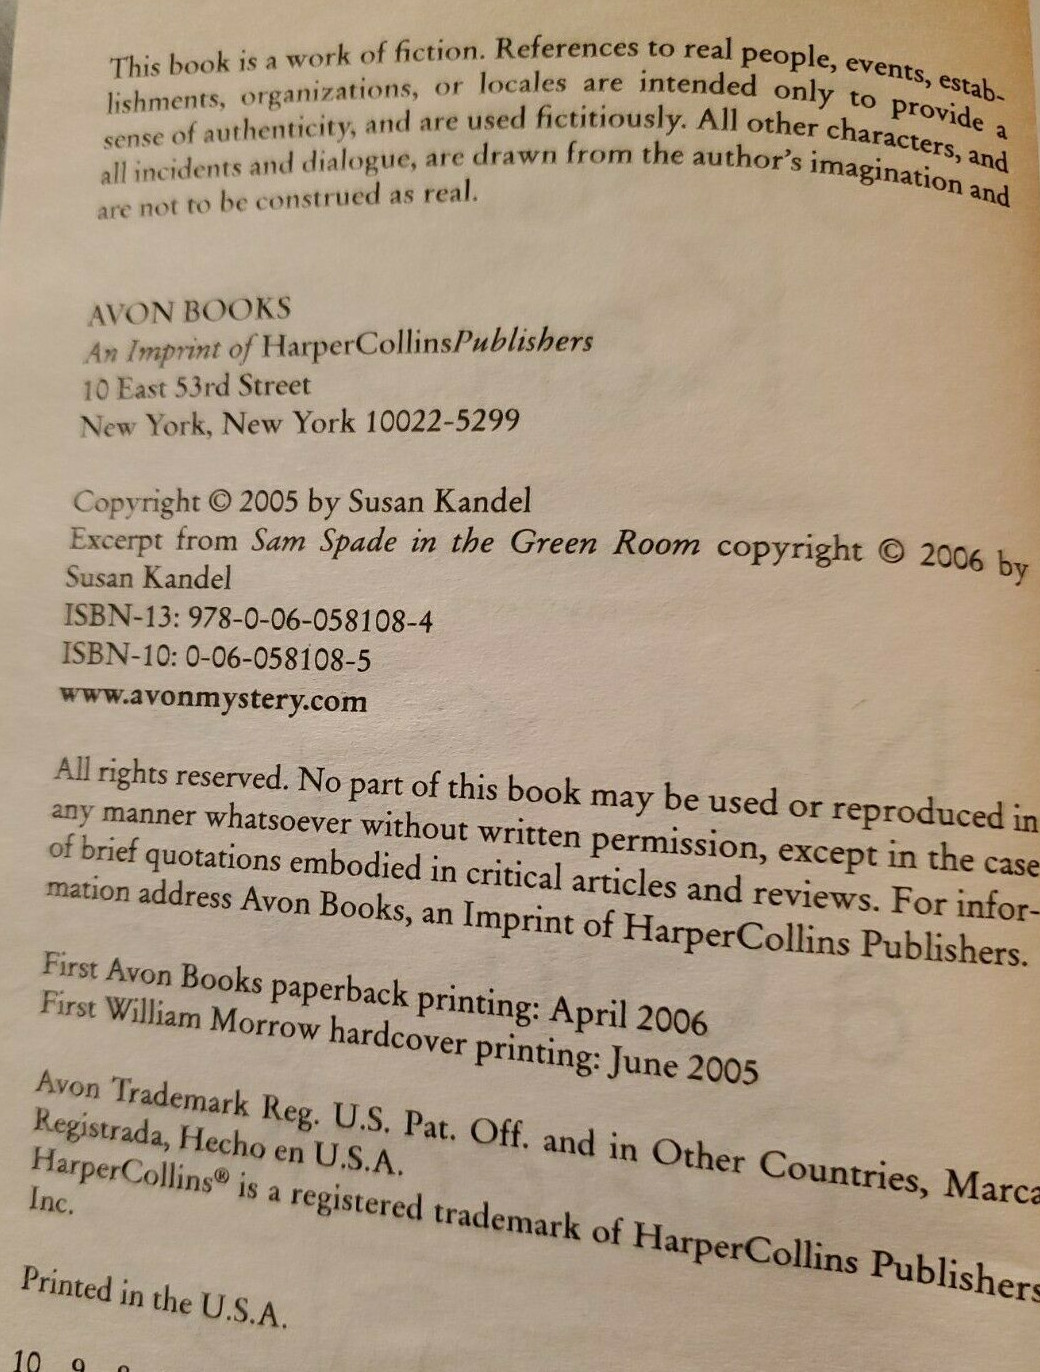 This book is a work of fiction. References to real people, events, estab-
lishments, organizations, or locales are intended only to provide a
sense of authenticity, and are used fictitiously. All other characters, and
all incidents and dialogue, are drawn from the author's imagination and
are not to be construed as real.
AVON BOOKS
An Imprint of HarperCollinsPublishers
10 East 53rd Street
New York, New York 10022-5299
Copyright © 2005 by Susan Kandel
Excerpt from Sam Spade in the Green Room copyright © 2006 by
Susan Kandel
ISBN-13: 978-0-06-058108-4
ISBN-10: 0-06-058108-5
www.avonmystery.com
All rights reserved. No part of this book may be used or reproduced in
any manner whatsoever without written permission, except in the case
of brief quotations embodied in critical articles and reviews. For infor-
mation address Avon Books, an Imprint of HarperCollins Publishers.
First Avon Books paperback printing: April 2006
First William Morrow hardcover printing: June 2005
Avon Trademark Reg. U.S. Pat. Off. and in Other Countries, Marca
Registrada, Hecho en U.S.A.
HarperCollins® is a registered trademark of HarperCollins Publishers
Inc.
Printed in the U.S.A.
10 9